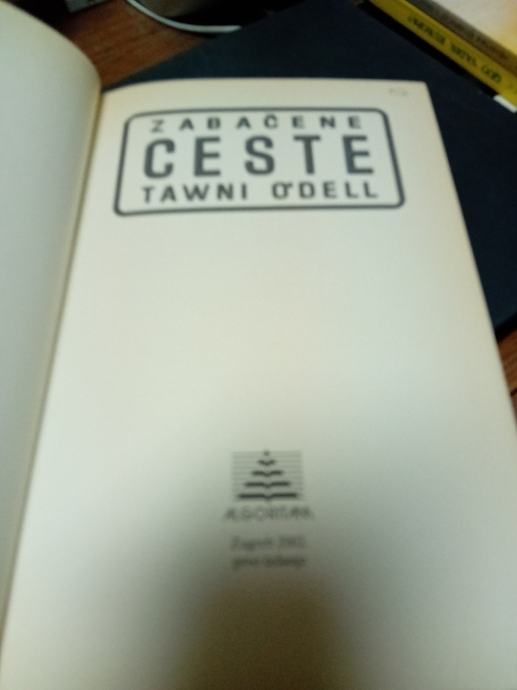 ZABAČENE
CESTE
TAWNI O'DELL
ALGORITAM
Zagreb 2002.
prvo izdanje